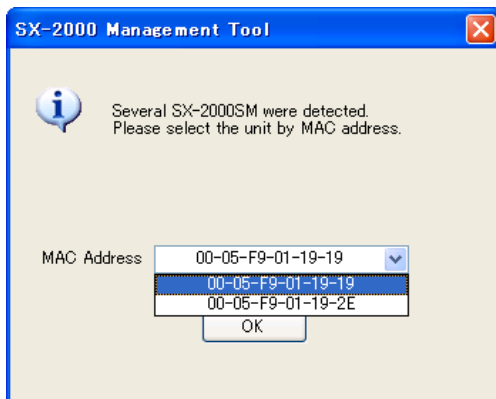 SX-2000 Management Tool
Several SX-2000SM were detected.
Please select the unit by MAC address.
MAC Address 00-05-F9-01-19-19
00-05-F9-01-19-19
00-05-F9-01-19-2E
OK